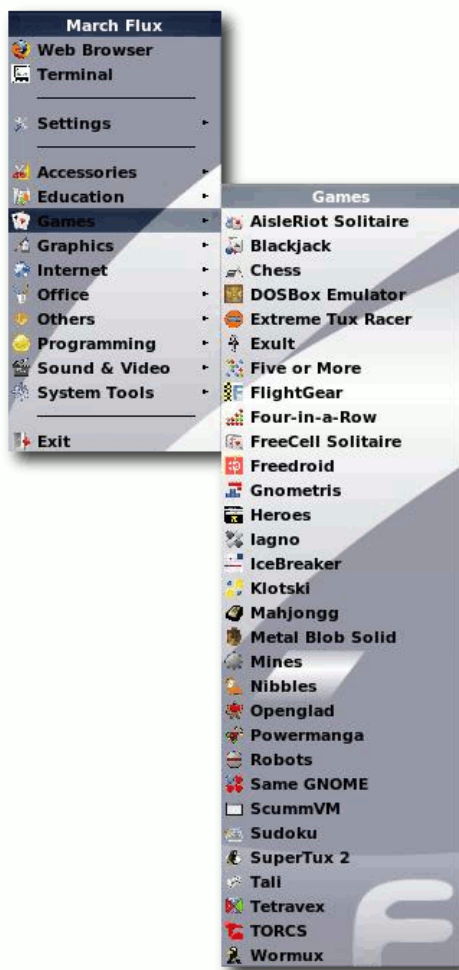 March Flux
Web Browser
Terminal
Settings
Accessories
Education
Games
Graphics
Internet
Office
Others
Programming
Sound & Video
System Tools
Exit
Games
AisleRiot Solitaire
Blackjack
Chess
DOSBox Emulator
Extreme Tux Racer
Exult
Five or More
FlightGear
Four-in-a-Row
FreeCell Solitaire
Freedroid
Gnometris
Heroes
Iagno
IceBreaker
Klotski
Mahjongg
Metal Blob Solid
Mines
Nibbles
Openglad
Powermanga
Robots
Same GNOME
ScummVM
Sudoku
SuperTux 2
Tali
Tetravex
TORCS
Wormux